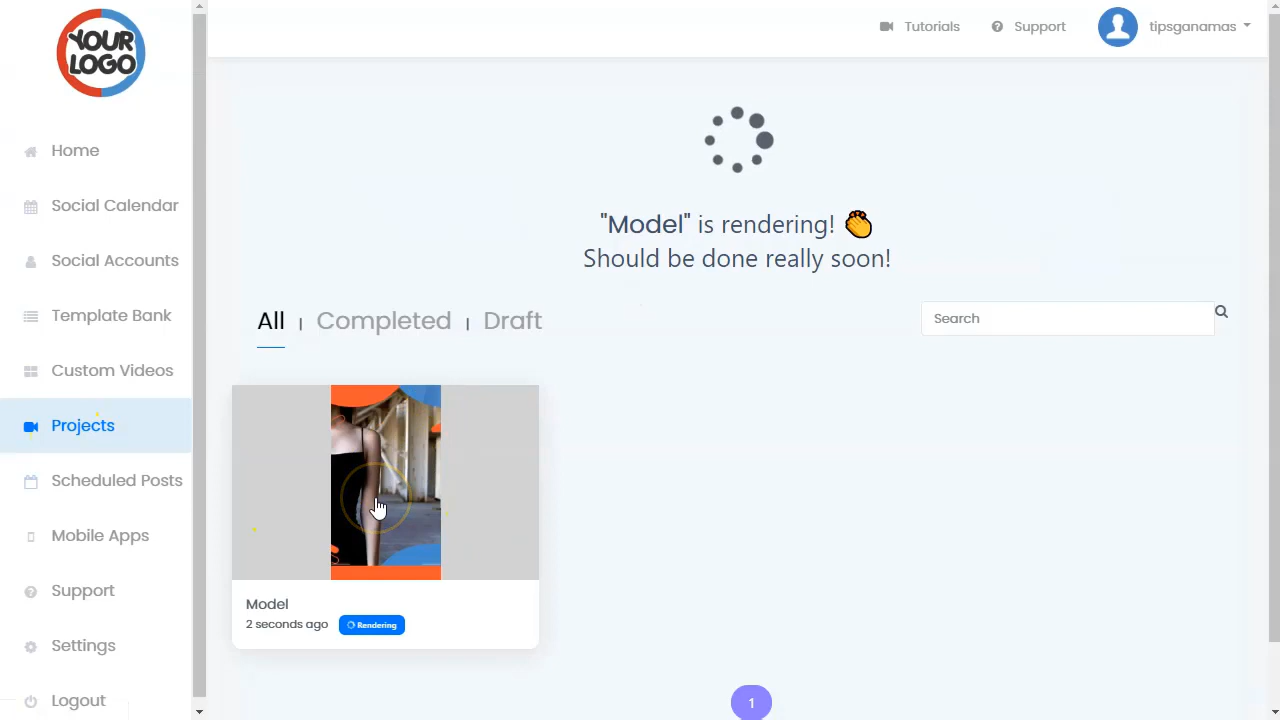 YOUR
LOGO
Tutorials
Support
tipsganamas
Home
Social Calendar
Social Accounts
Template Bank
Custom Videos
Projects
Scheduled Posts
Mobile Apps
Support
Settings
Logout
"Model" is rendering! 👏
Should be done really soon!
All | Completed | Draft
Search
Model
2 seconds ago Rendering
1